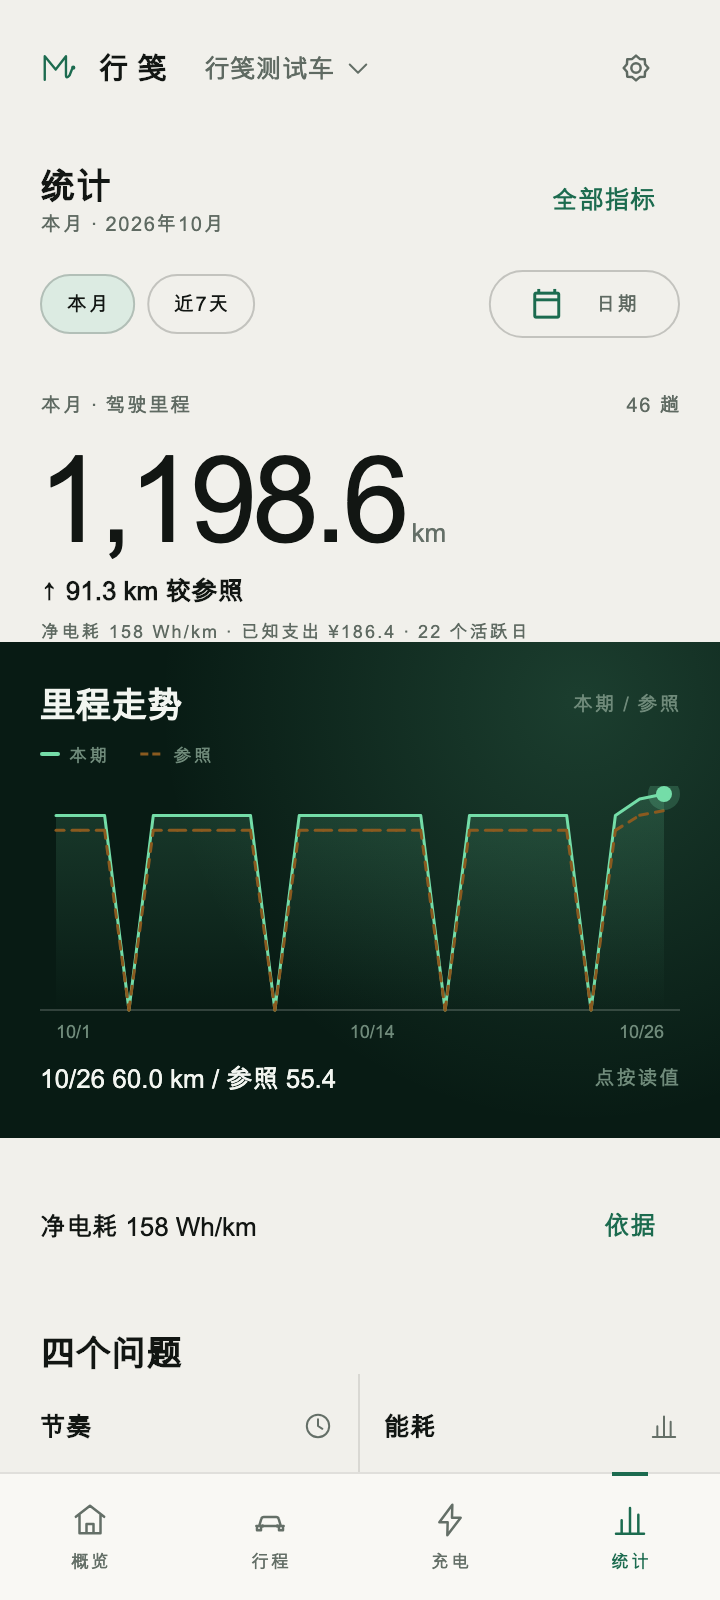 行笺 行笺测试车
统计
全部指标
本月 · 2026年10月
本月 近7天 日期
本月 · 驾驶里程 46 趟
1,198.6 km
↑ 91.3 km 较参照
净电耗 158 Wh/km · 已知支出 ¥186.4 · 22 个活跃日
里程走势 本期 / 参照
本期 参照
10/1 10/14 10/26
10/26 60.0 km / 参照 55.4 点按读值
净电耗 158 Wh/km 依据
四个问题
节奏 能耗
概览 行程 充电 统计